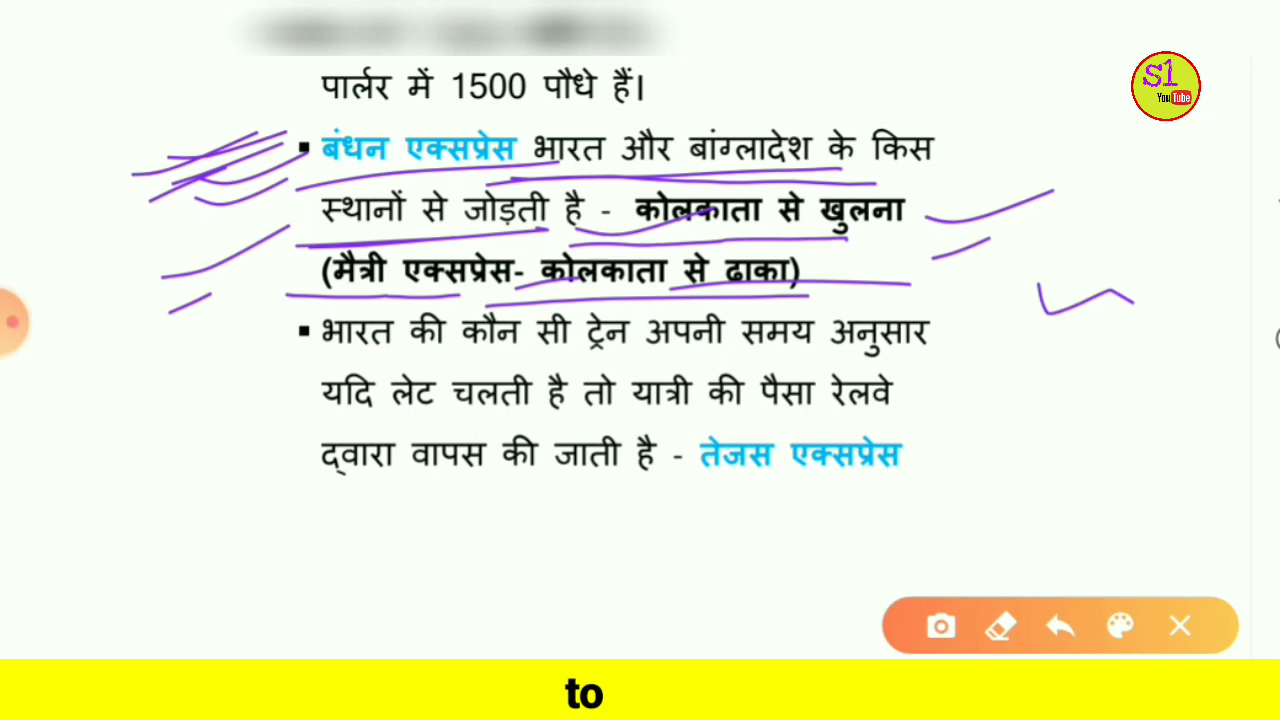 पार्लर में 1500 पौधे हैं।
▪ बंधन एक्सप्रेस भारत और बांग्लादेश के किस
स्थानों से जोड़ती है - कोलकाता से खुलना
(मैत्री एक्सप्रेस- कोलकाता से ढाका)
▪ भारत की कौन सी ट्रेन अपनी समय अनुसार
यदि लेट चलती है तो यात्री की पैसा रेलवे
द्वारा वापस की जाती है - तेजस एक्सप्रेस
S1
YouTube
to